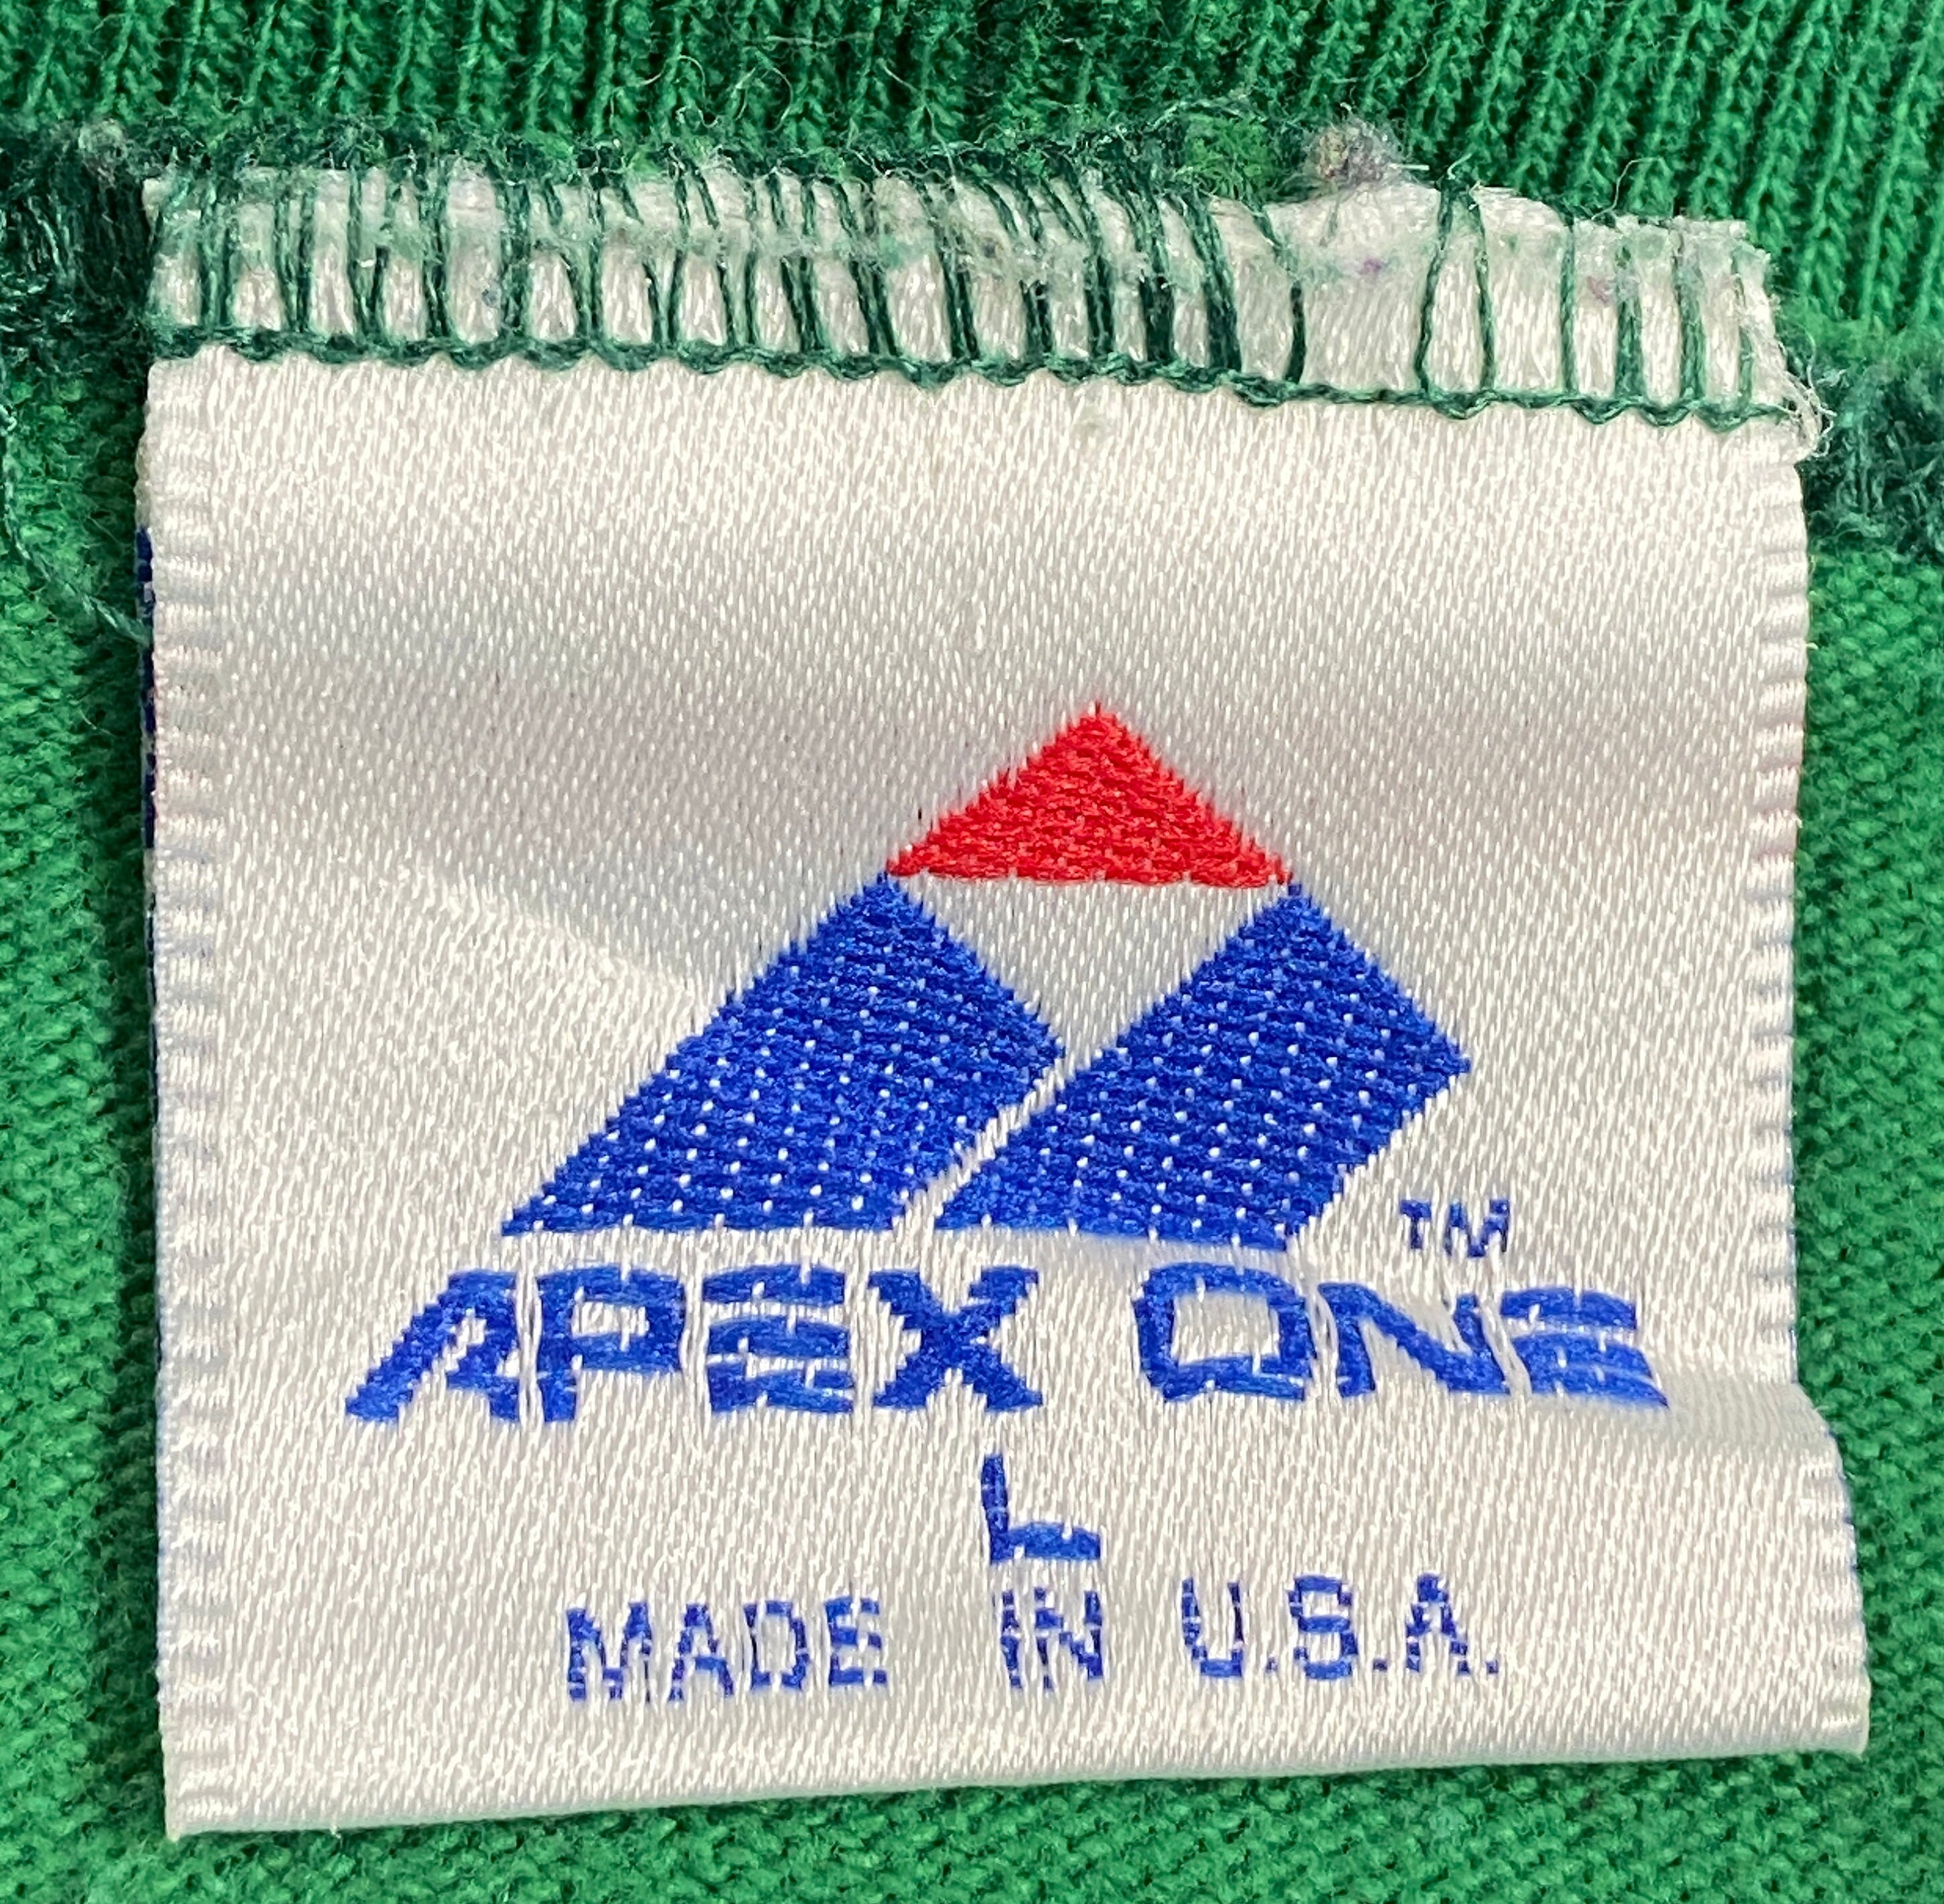 TM
APEX ONE
L
MADE IN U.S.A.